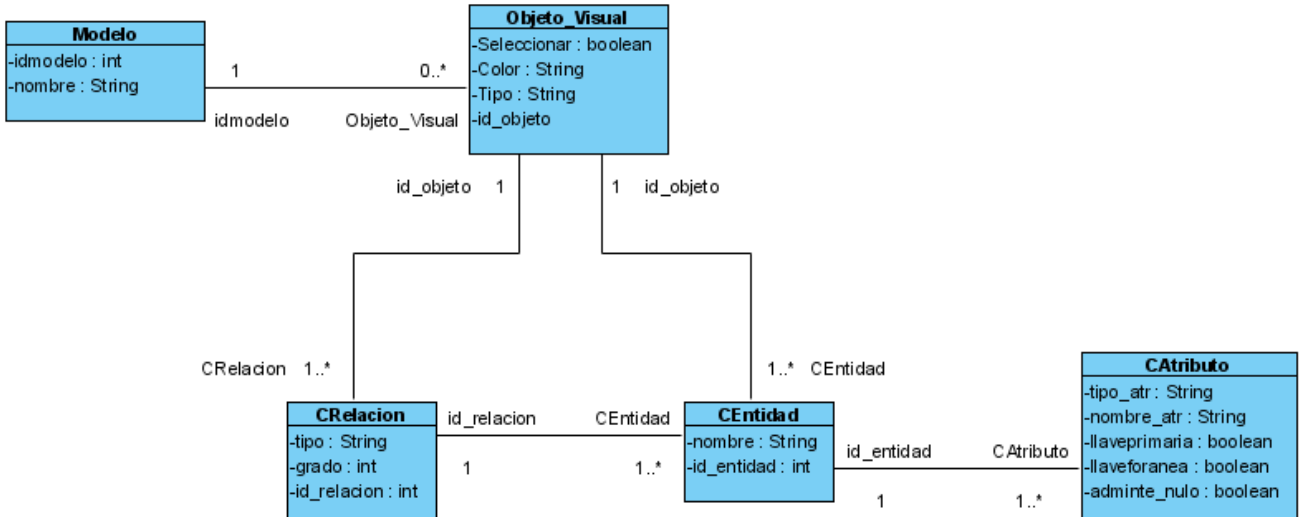 Modelo
-idmodelo : int
-nombre : String
1
0..*
idmodelo
Objeto_Visual
Objeto_Visual
-Seleccionar : boolean
-Color : String
-Tipo : String
-id_objeto
id_objeto
1
1
id_objeto
CRelacion
1..*
1..*
CEntidad
CRelacion
-tipo : String
-grado : int
-id_relacion : int
id_relacion
CEntidad
1
1..*
CEntidad
-nombre : String
-id_entidad : int
id_entidad
CAtributo
1
1..*
CAtributo
-tipo_atr : String
-nombre_atr : String
-llaveprimaria : boolean
-llaveforanea : boolean
-adminte_nulo : boolean